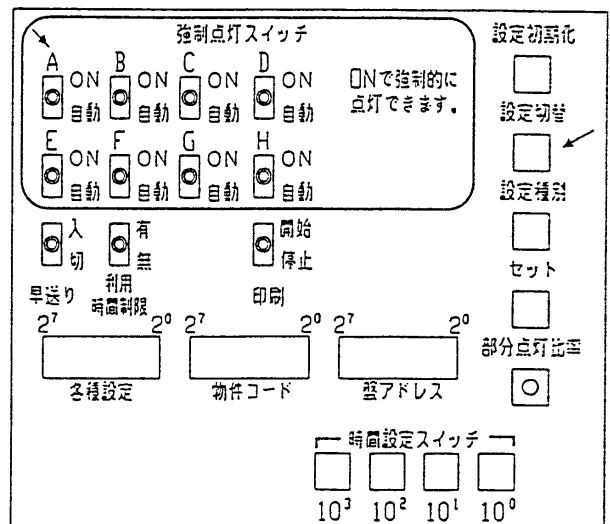 強制点灯スイッチ
A ON 自動 B ON 自動 C ON 自動 D ON 自動
ONで強制的に
点灯できます。
E ON 自動 F ON 自動 G ON 自動 H ON 自動
入 切 有 無 開始 停止
早送り 利用 時間制限 印刷
2⁷ 2⁰ 2⁷ 2⁰ 2⁷ 2⁰
各種設定 物件コード 盤アドレス
設定初期化
設定切替
設定種別
セット
部分点灯比率
時間設定スイッチ
10³ 10² 10¹ 10⁰